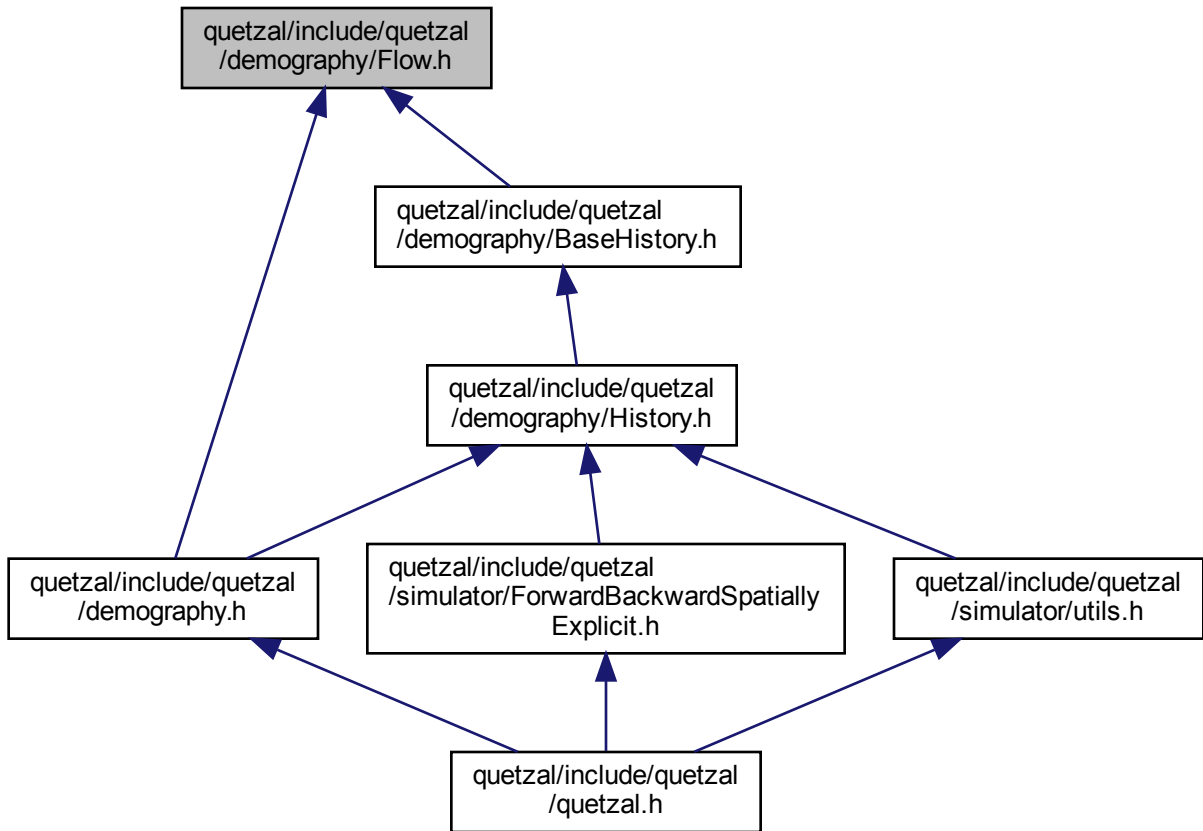 quetzal/include/quetzal
/demography/Flow.h
quetzal/include/quetzal
/demography/BaseHistory.h
quetzal/include/quetzal
/demography/History.h
quetzal/include/quetzal
/demography.h
quetzal/include/quetzal
/simulator/ForwardBackwardSpatially
Explicit.h
quetzal/include/quetzal
/simulator/utils.h
quetzal/include/quetzal
/quetzal.h